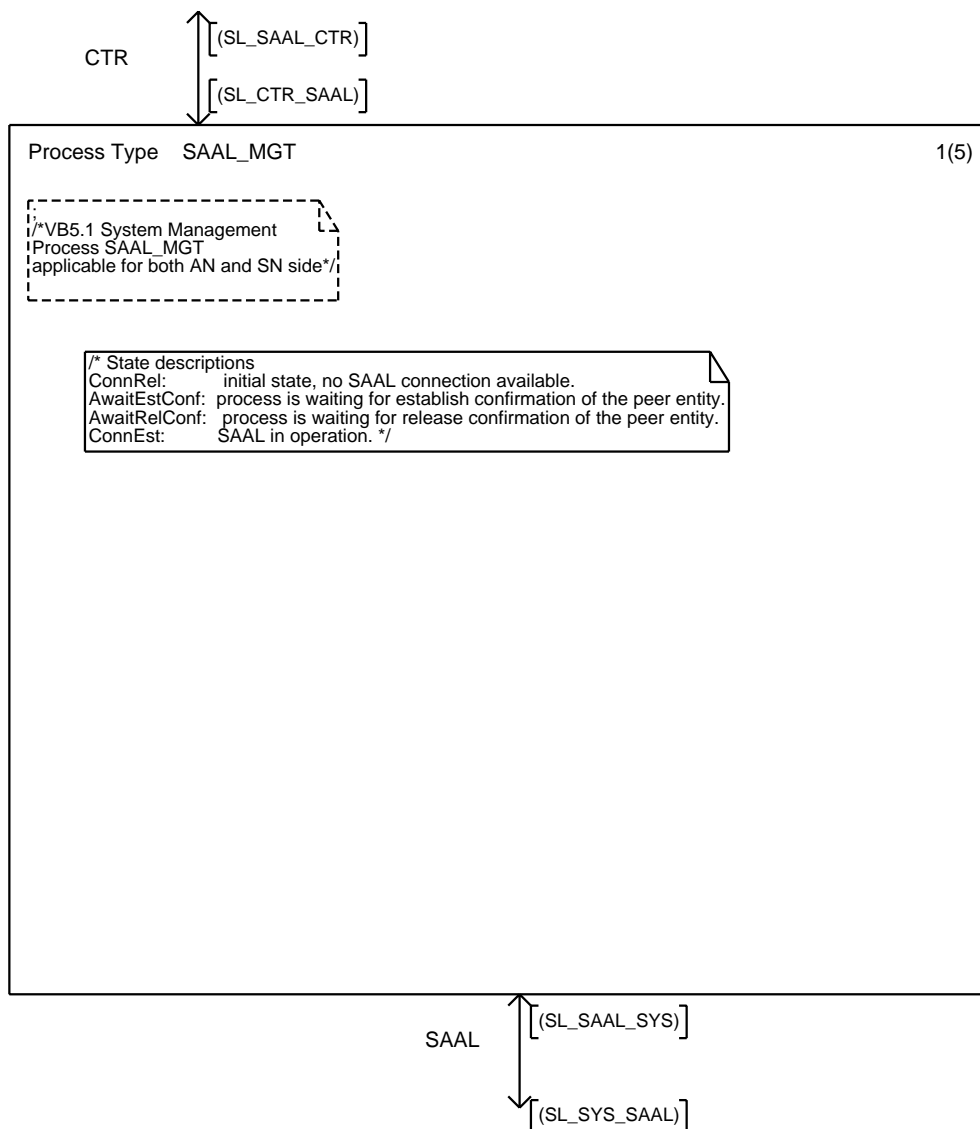 (SL_SAAL_CTR)
CTR
(SL_CTR_SAAL)
Process Type SAAL_MGT 1(5)
;
/*VB5.1 System Management
Process SAAL_MGT
applicable for both AN and SN side*/
/* State descriptions
ConnRel: initial state, no SAAL connection available.
AwaitEstConf: process is waiting for establish confirmation of the peer entity.
AwaitRelConf: process is waiting for release confirmation of the peer entity.
ConnEst: SAAL in operation. */
(SL_SAAL_SYS)
SAAL
(SL_SYS_SAAL)